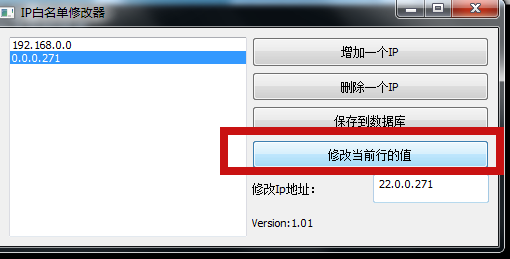 IP白名单修改器
192.168.0.0
0.0.0.271
增加一个IP
删除一个IP
保存到数据库
修改当前行的值
修改Ip地址：
22.0.0.271
Version:1.01